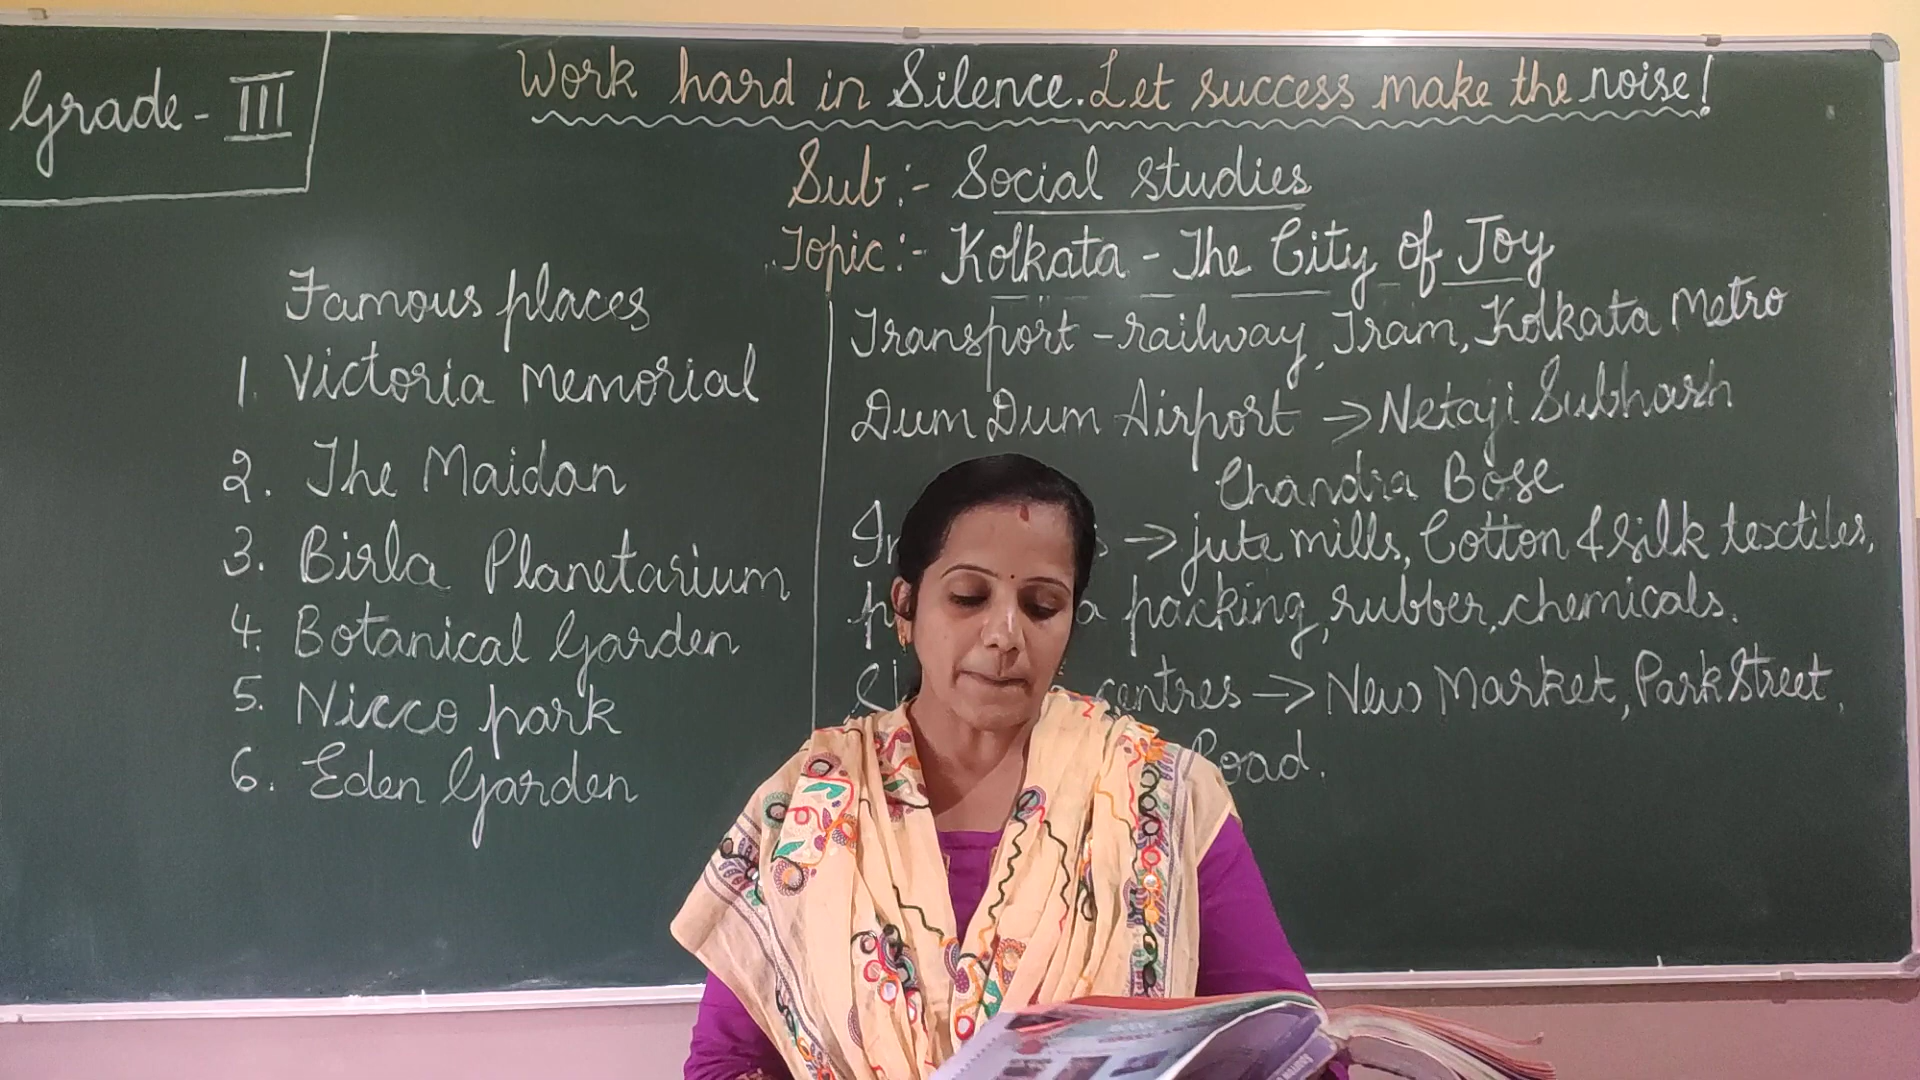 Grade - III
Work hard in Silence. Let success make the noise!
Sub :- Social studies
Topic :- Kolkata - The City of Joy
Famous places
1. Victoria Memorial
2. The Maidan
3. Birla Planetarium
4. Botanical Garden
5. Nicco park
6. Eden Garden
Transport - railway, Tram, Kolkata Metro
Dum Dum Airport → Netaji Subhash
Chandra Bose
→ jute mills, Cotton & Silk textiles,
packing, rubber, chemicals.
centres → New Market, Park Street,
Road.